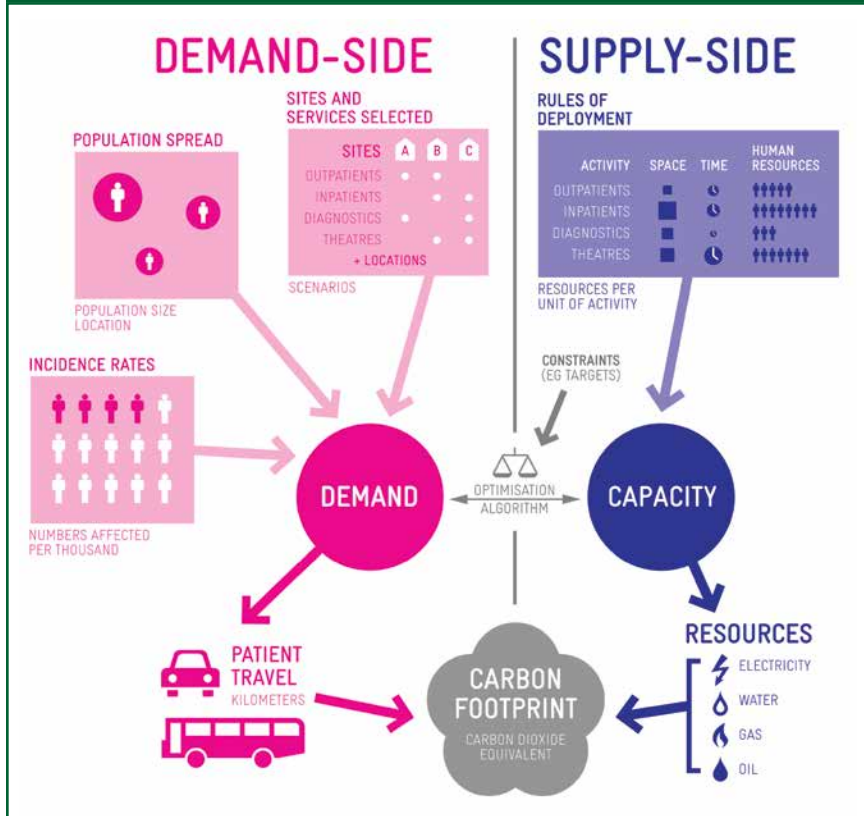 DEMAND-SIDE
SUPPLY-SIDE
POPULATION SPREAD
POPULATION SIZE
LOCATION
SITES AND
SERVICES SELECTED
SITES A B C
OUTPATIENTS
INPATIENTS
DIAGNOSTICS
THEATRES
+ LOCATIONS
SCENARIOS
RULES OF
DEPLOYMENT
ACTIVITY SPACE TIME HUMAN
RESOURCES
OUTPATIENTS
INPATIENTS
DIAGNOSTICS
THEATRES
RESOURCES PER
UNIT OF ACTIVITY
INCIDENCE RATES
NUMBERS AFFECTED
PER THOUSAND
CONSTRAINTS
(EG TARGETS)
DEMAND
OPTIMISATION
ALGORITHM
CAPACITY
PATIENT
TRAVEL
KILOMETERS
CARBON
FOOTPRINT
CARBON DIOXIDE
EQUIVALENT
RESOURCES
ELECTRICITY
WATER
GAS
OIL